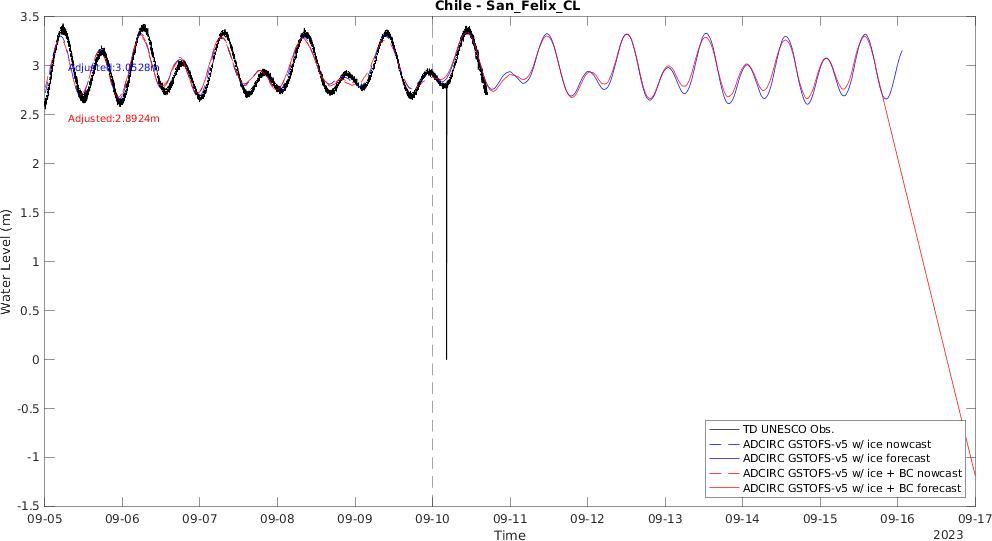 Chile - San_Felix_CL
Water Level (m)
3.5
3
2.5
2
1.5
1
0.5
0
-0.5
-1
-1.5
Adjusted:3.0528m
Adjusted:2.8924m
TD UNESCO Obs.
ADCIRC GSTOFS-v5 w/ ice nowcast
ADCIRC GSTOFS-v5 w/ ice forecast
ADCIRC GSTOFS-v5 w/ ice + BC nowcast
ADCIRC GSTOFS-v5 w/ ice + BC forecast
09-05 09-06 09-07 09-08 09-09 09-10 09-11 09-12 09-13 09-14 09-15 09-16 09-17
Time
2023